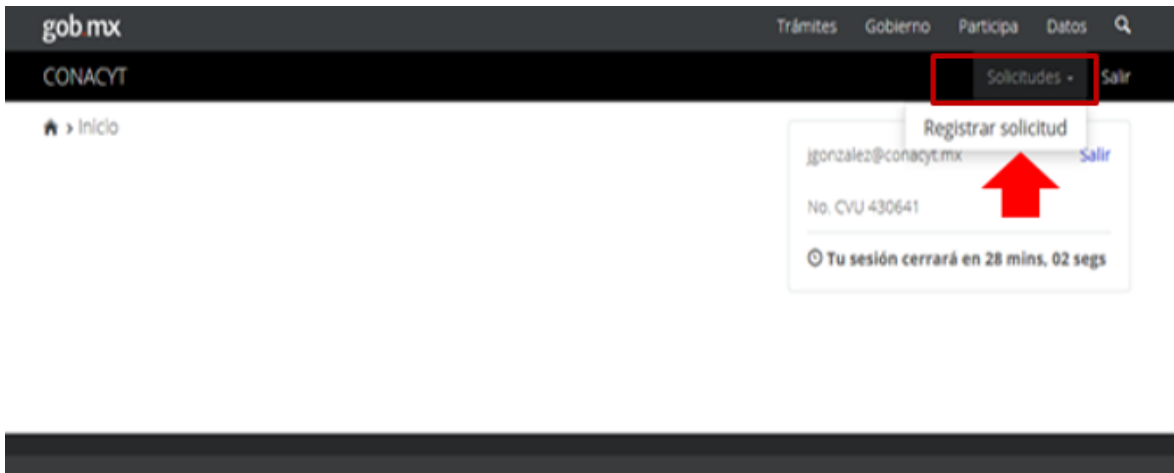 gob.mx
Trámites Gobierno Participa Datos
CONACYT
Solicitudes Salir
> Inicio
Registrar solicitud
jgonzalez@conacyt.mx Salir
No. CVU 430641
Tu sesión cerrará en 28 mins, 02 segs